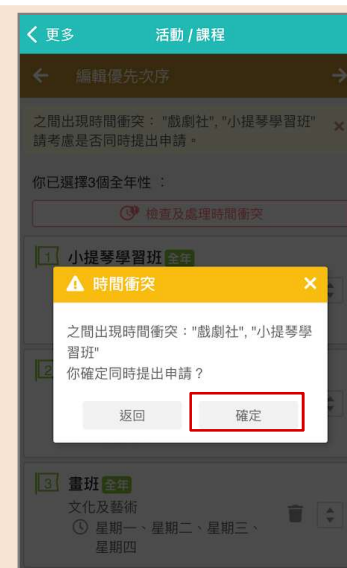 更多
活動 / 課程
編輯優先次序
之間出現時間衝突： "戲劇社", "小提琴學習班"
請考慮是否同時提出申請。
你已選擇3個全年性 ：
檢查及處理時間衝突
1 小提琴學習班 全年
時間衝突
之間出現時間衝突："戲劇社", "小提琴學
習班"
你確定同時提出申請？
返回
確定
2
3 畫班 全年
文化及藝術
星期一、星期二、星期三、
星期四